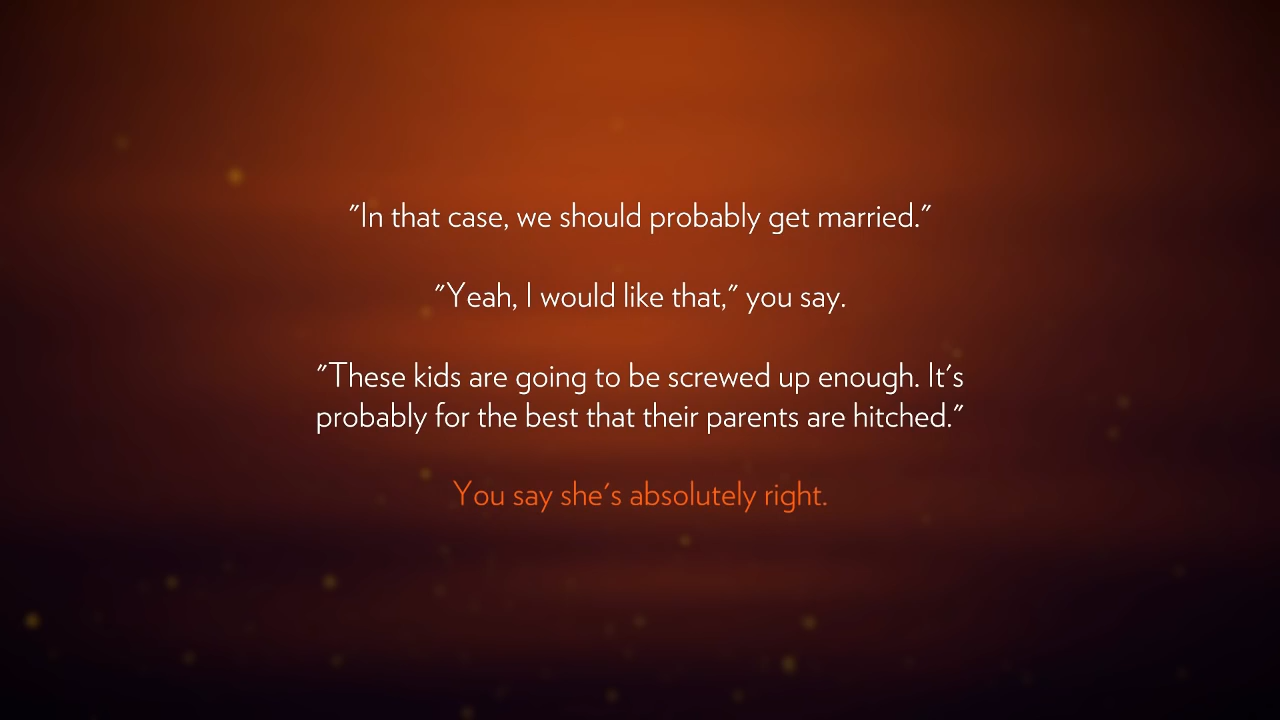 "In that case, we should probably get married."
"Yeah, I would like that," you say.
"These kids are going to be screwed up enough. It's
probably for the best that their parents are hitched."
You say she's absolutely right.